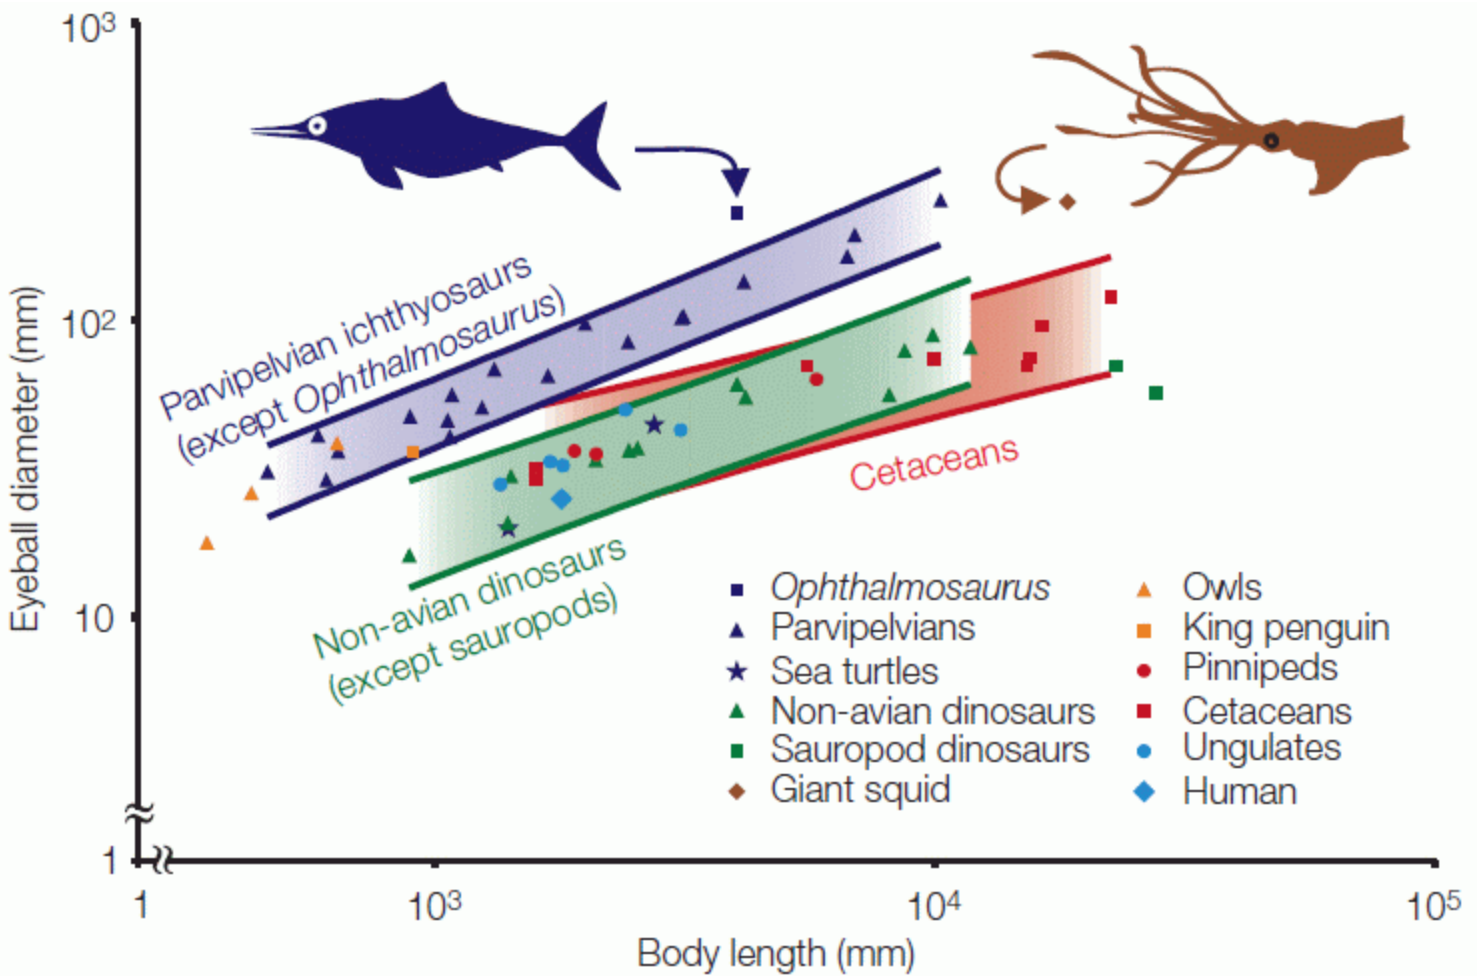 10³
10²
10
1
Eyeball diameter (mm)
Parvipelvian ichthyosaurs
(except Ophthalmosaurus)
Non-avian dinosaurs
(except sauropods)
Cetaceans
Ophthalmosaurus
Parvipelvians
Sea turtles
Non-avian dinosaurs
Sauropod dinosaurs
Giant squid
Owls
King penguin
Pinnipeds
Cetaceans
Ungulates
Human
1
10³
10⁴
10⁵
Body length (mm)